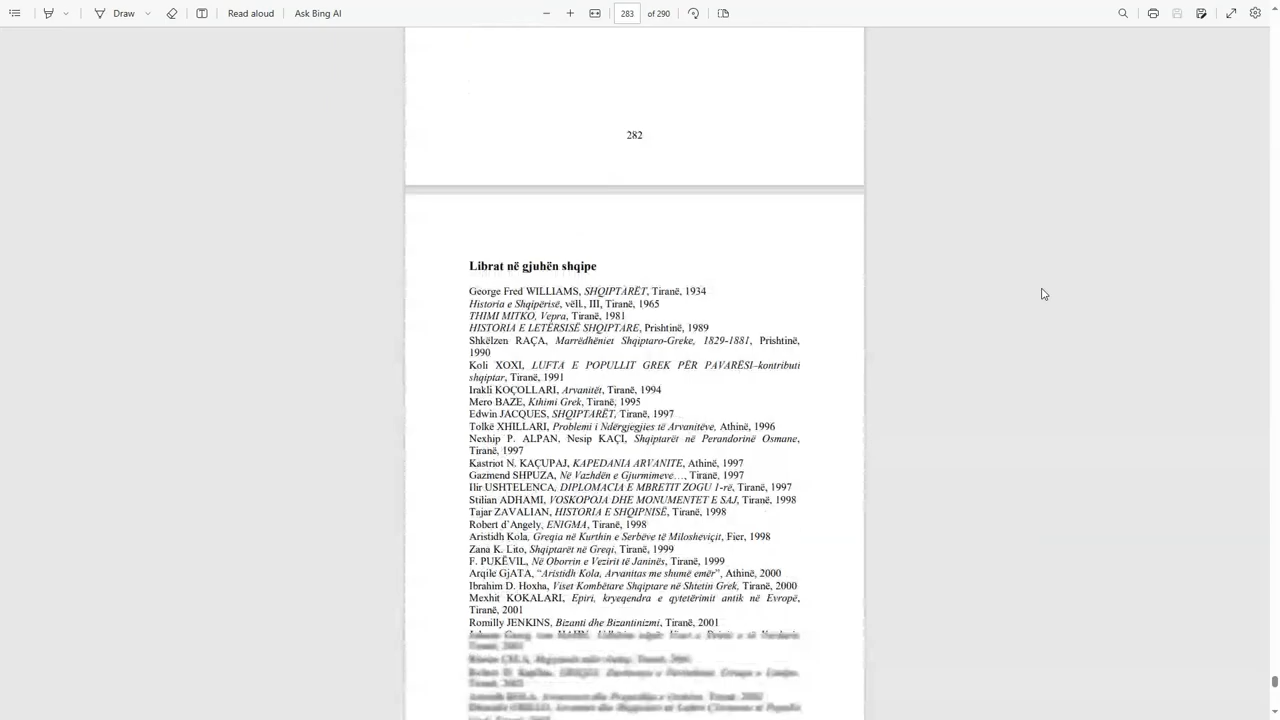 Draw
Read aloud
Ask Bing AI
283
of 290
282
Librat në gjuhën shqipe
George Fred WILLIAMS, SHQIPTARËT, Tiranë, 1934
Historia e Shqipërisë, vëll., III, Tiranë, 1965
THIMI MITKO, Vepra, Tiranë, 1981
HISTORIA E LETËRSISË SHQIPTARE, Prishtinë, 1989
Shkëlzen RAÇA, Marrëdhëniet Shqiptaro-Greke, 1829-1881, Prishtinë,
1990
Koli XOXI, LUFTA E POPULLIT GREK PËR PAVARËSI–kontributi
shqiptar, Tiranë, 1991
Irakli KOÇOLLARI, Arvanitët, Tiranë, 1994
Mero BAZE, Kthimi Grek, Tiranë, 1995
Edwin JACQUES, SHQIPTARËT, Tiranë, 1997
Tolkë XHILLARI, Problemi i Ndërgjegjies të Arvanitëve, Athinë, 1996
Nexhip P. ALPAN, Nesip KAÇI, Shqiptarët në Perandorinë Osmane,
Tiranë, 1997
Kastriot N. KAÇUPAJ, KAPEDANIA ARVANITE, Athinë, 1997
Gazmend SHPUZA, Në Vazhdën e Gjurmimeve…, Tiranë, 1997
Ilir USHTELENCA, DIPLOMACIA E MBRETIT ZOGU 1-rë, Tiranë, 1997
Stilian ADHAMI, VOSKOPOJA DHE MONUMENTET E SAJ, Tiranë, 1998
Tajar ZAVALIAN, HISTORIA E SHQIPNISË, Tiranë, 1998
Robert d`Angely, ENIGMA, Tiranë, 1998
Aristidh Kola, Greqia në Kurthin e Serbëve të Milosheviçit, Fier, 1998
Zana K. Lito, Shqiptarët në Greqi, Tiranë, 1999
F. PUKËVIL, Në Oborrin e Vezirit të Janinës, Tiranë, 1999
Arqile GjATA, “Aristidh Kola, Arvanitas me shumë emër”, Athinë, 2000
Ibrahim D. Hoxha, Viset Kombëtare Shqiptare në Shtetin Grek, Tiranë, 2000
Mexhit KOKALARI, Epiri, kryeqendra e qytetërimit antik në Evropë,
Tiranë, 2001
Romilly JENKINS, Bizanti dhe Bizantinizmi, Tiranë, 2001